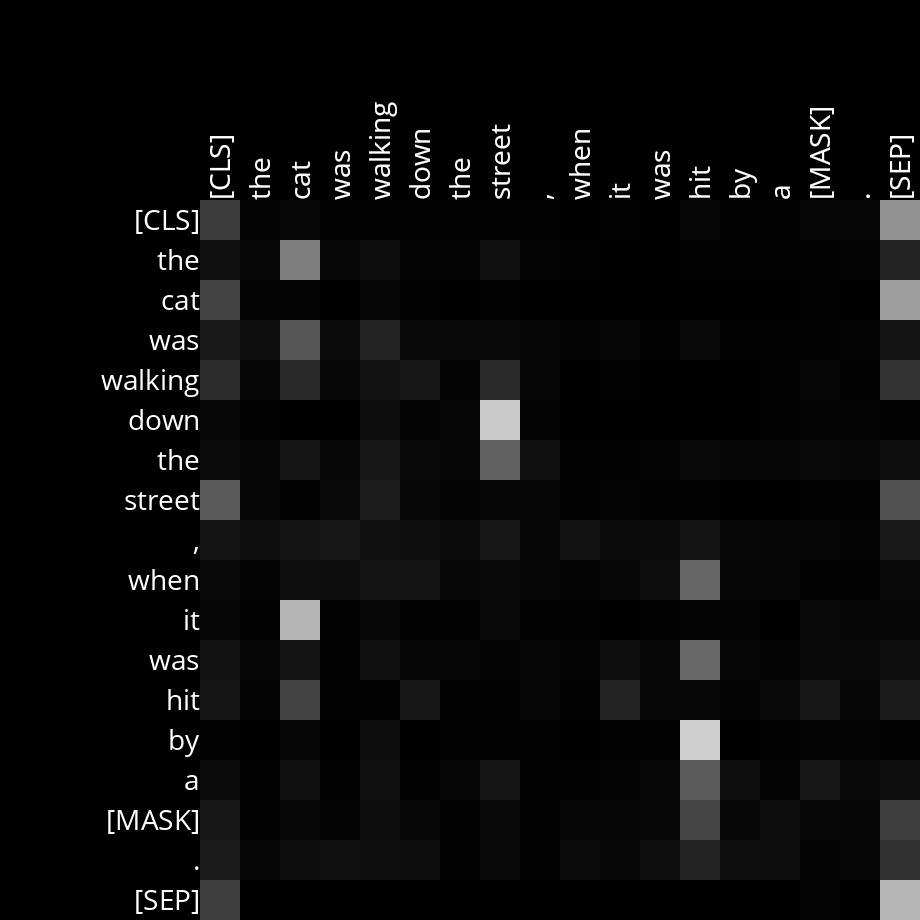 [CLS] the cat was walking down the street , when it was hit by a [MASK] . [SEP]
[CLS]
the
cat
was
walking
down
the
street
,
when
it
was
hit
by
a
[MASK]
.
[SEP]